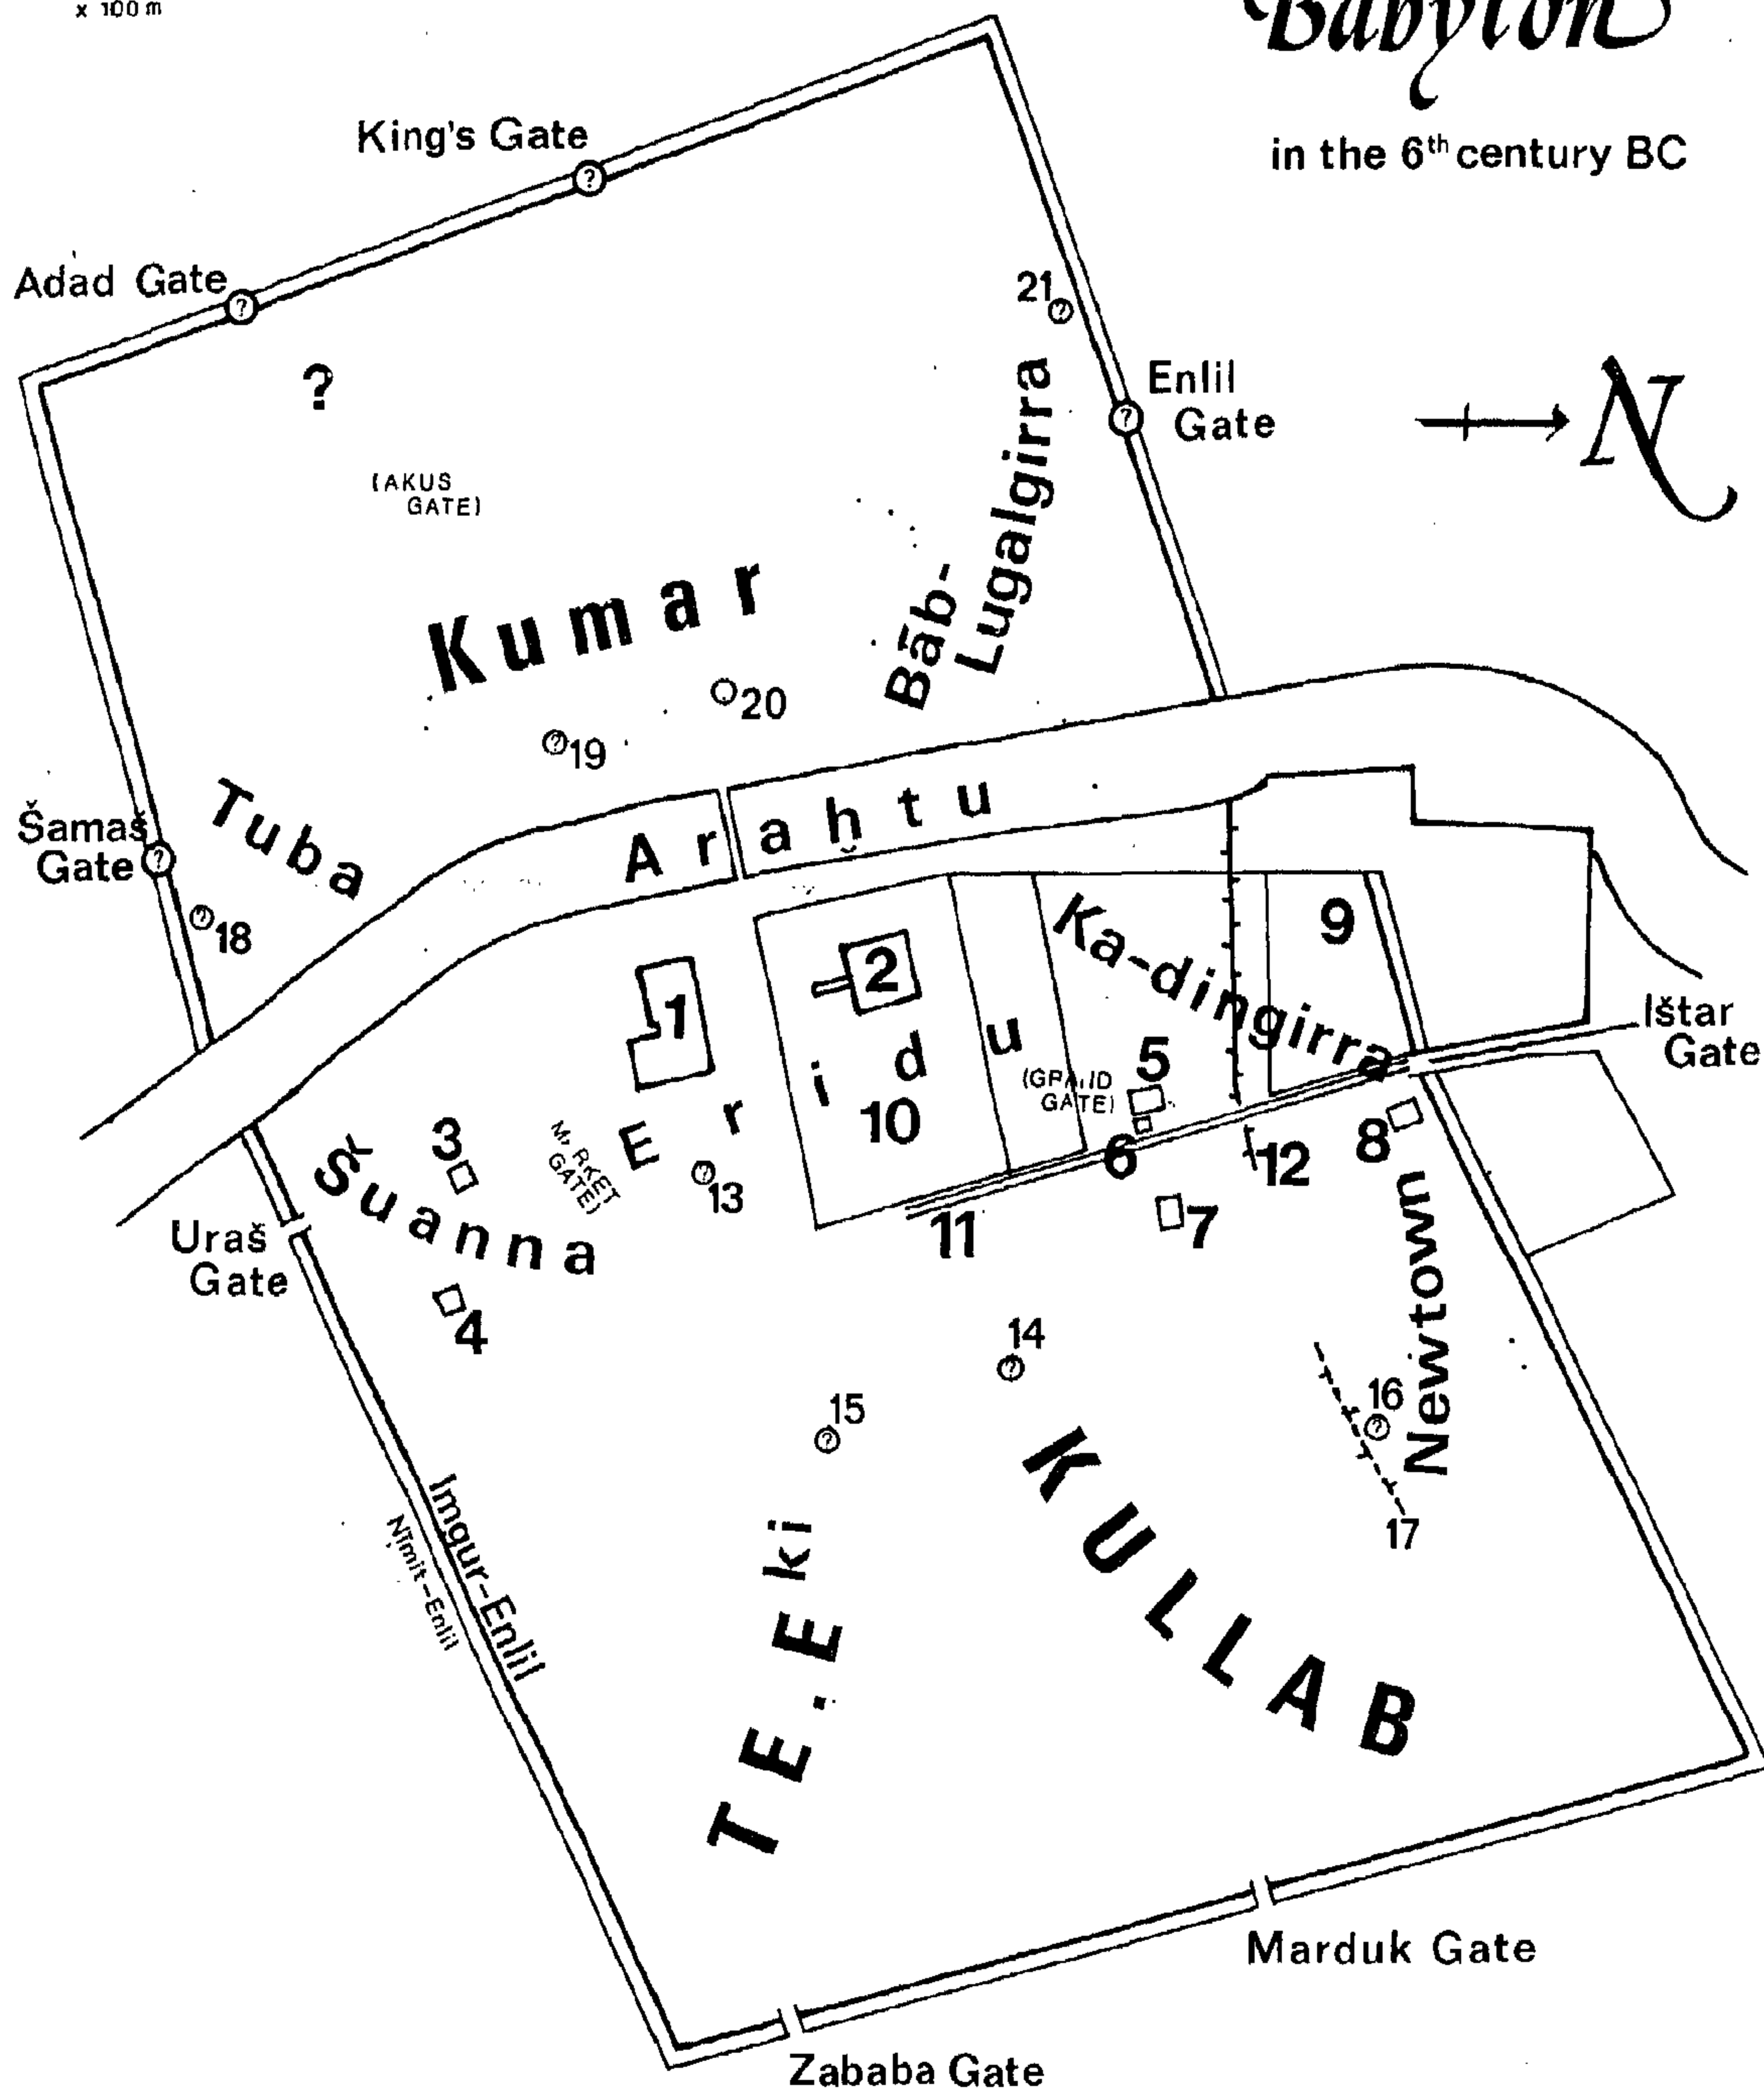 x 100 m
Babylon
in the 6th century BC
King's Gate
?
Adad Gate
?
?
21
?
Enlil
Gate
?
N
(AKUS
GATE)
Kumar
Bāb-
Lugalgirra
20
?
19
Tuba
Šamaš
Gate
?
?
18
Arahtu
1
2
Ka-dingirra
9
Ištar
Gate
Eridu
10
(GRAND
GATE)
5
6
8
12
7
11
3
Šuanna
MARKET
GATE)
?
13
Uraš
Gate
4
14
?
15
?
Newtown
16
?
17
KULLAB
TE.Eki
Imgur-Enlil
Nīmit-Enlil
Marduk Gate
Zababa Gate